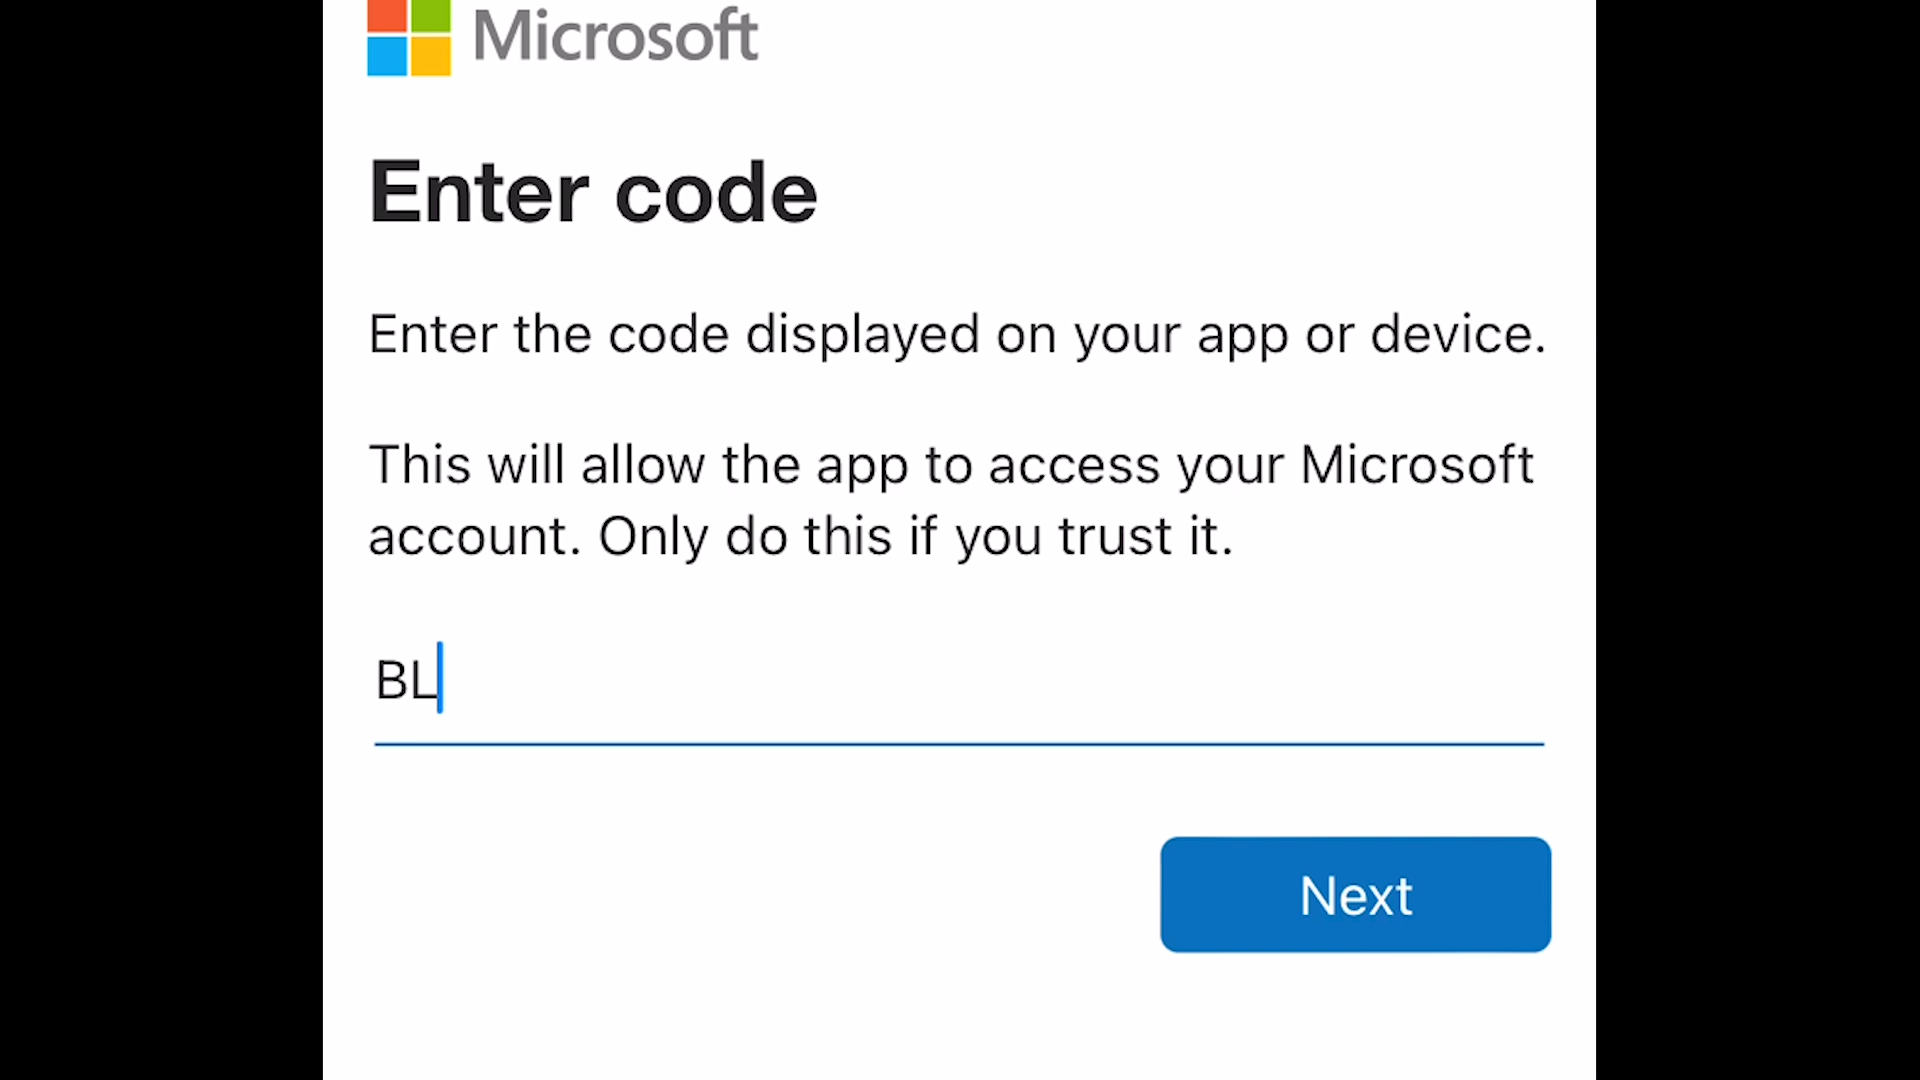 Microsoft
Enter code
Enter the code displayed on your app or device.
This will allow the app to access your Microsoft
account. Only do this if you trust it.
BL
Next